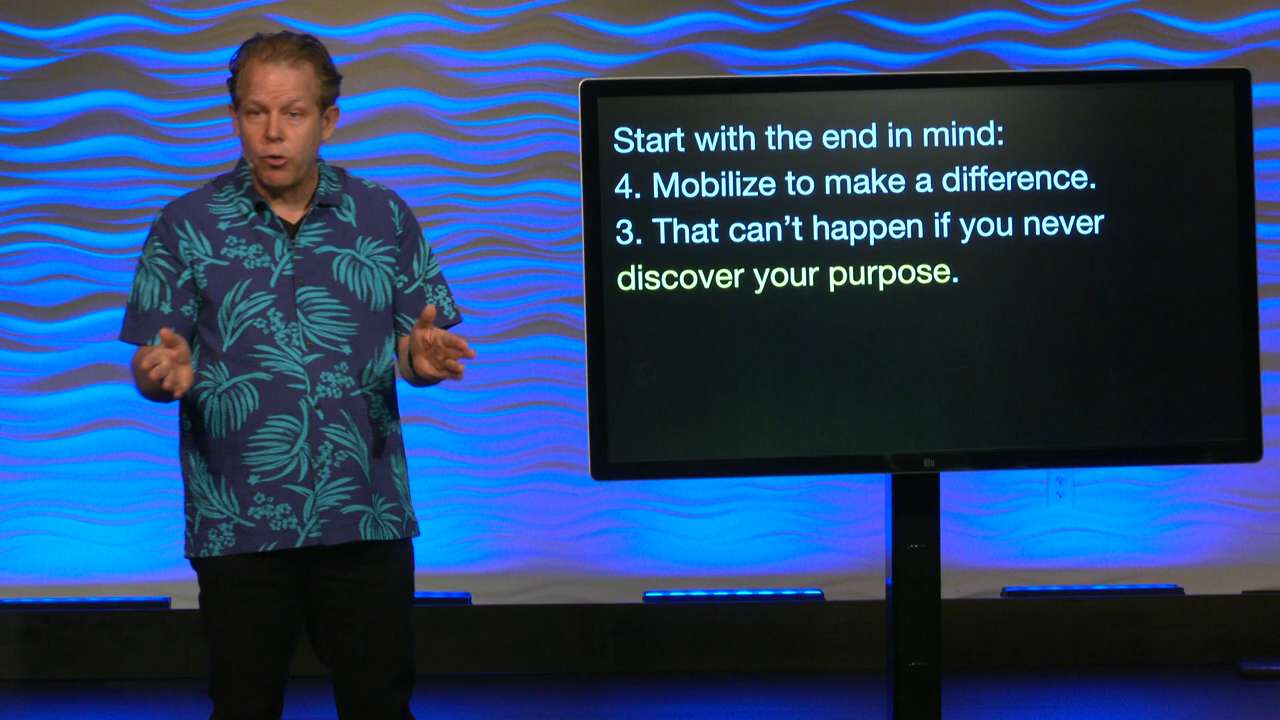 Start with the end in mind:
4. Mobilize to make a difference.
3. That can't happen if you never
discover your purpose.
elo